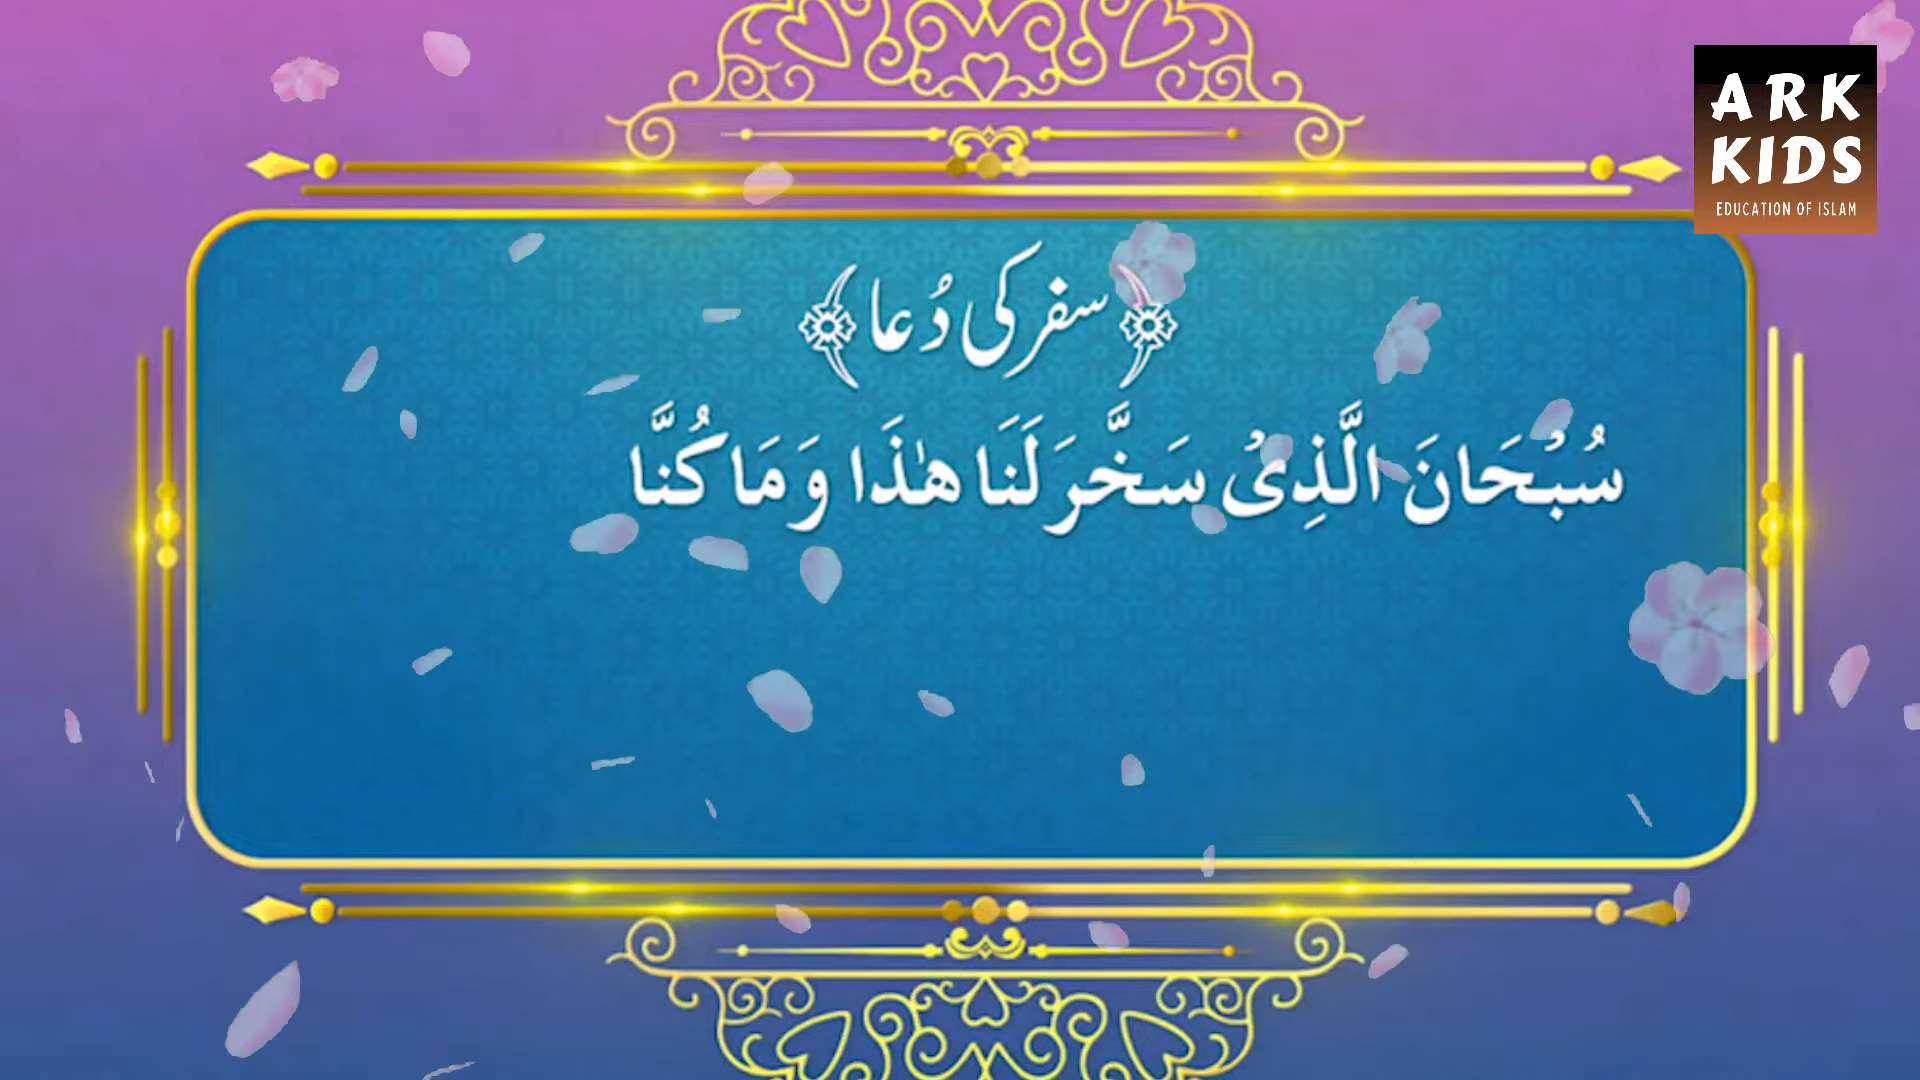 ARK
KIDS
EDUCATION OF ISLAM
﴿سفر کی دُعا﴾
سُبْحَانَ الَّذِیْ سَخَّرَ لَنَا هٰذَا وَ مَا كُنَّا